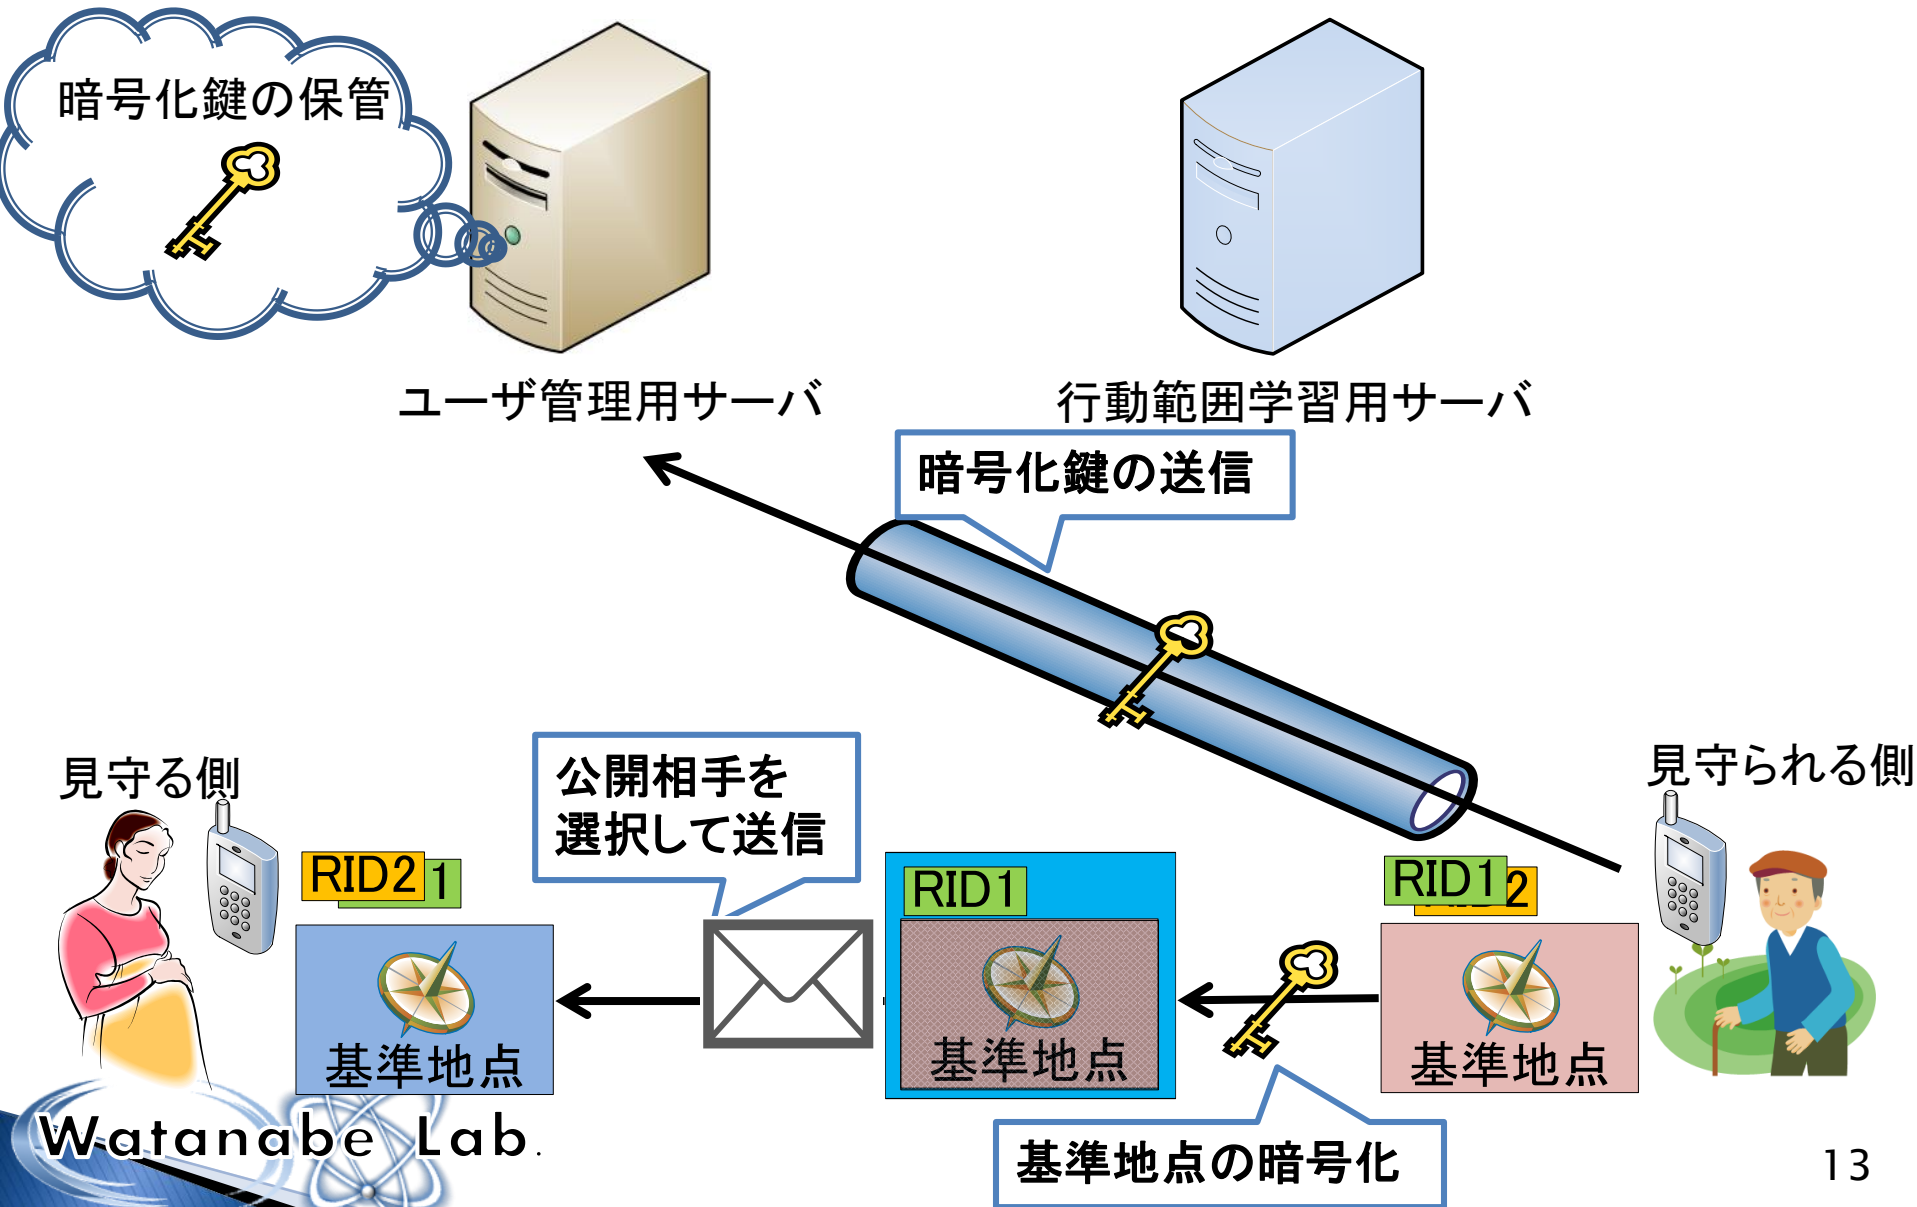 暗号化鍵の保管
ユーザ管理用サーバ
行動範囲学習用サーバ
暗号化鍵の送信
見守る側
公開相手を
選択して送信
見守られる側
RID2 1
RID1
RID1 2
基準地点
基準地点
基準地点
基準地点の暗号化
Watanabe Lab.
13